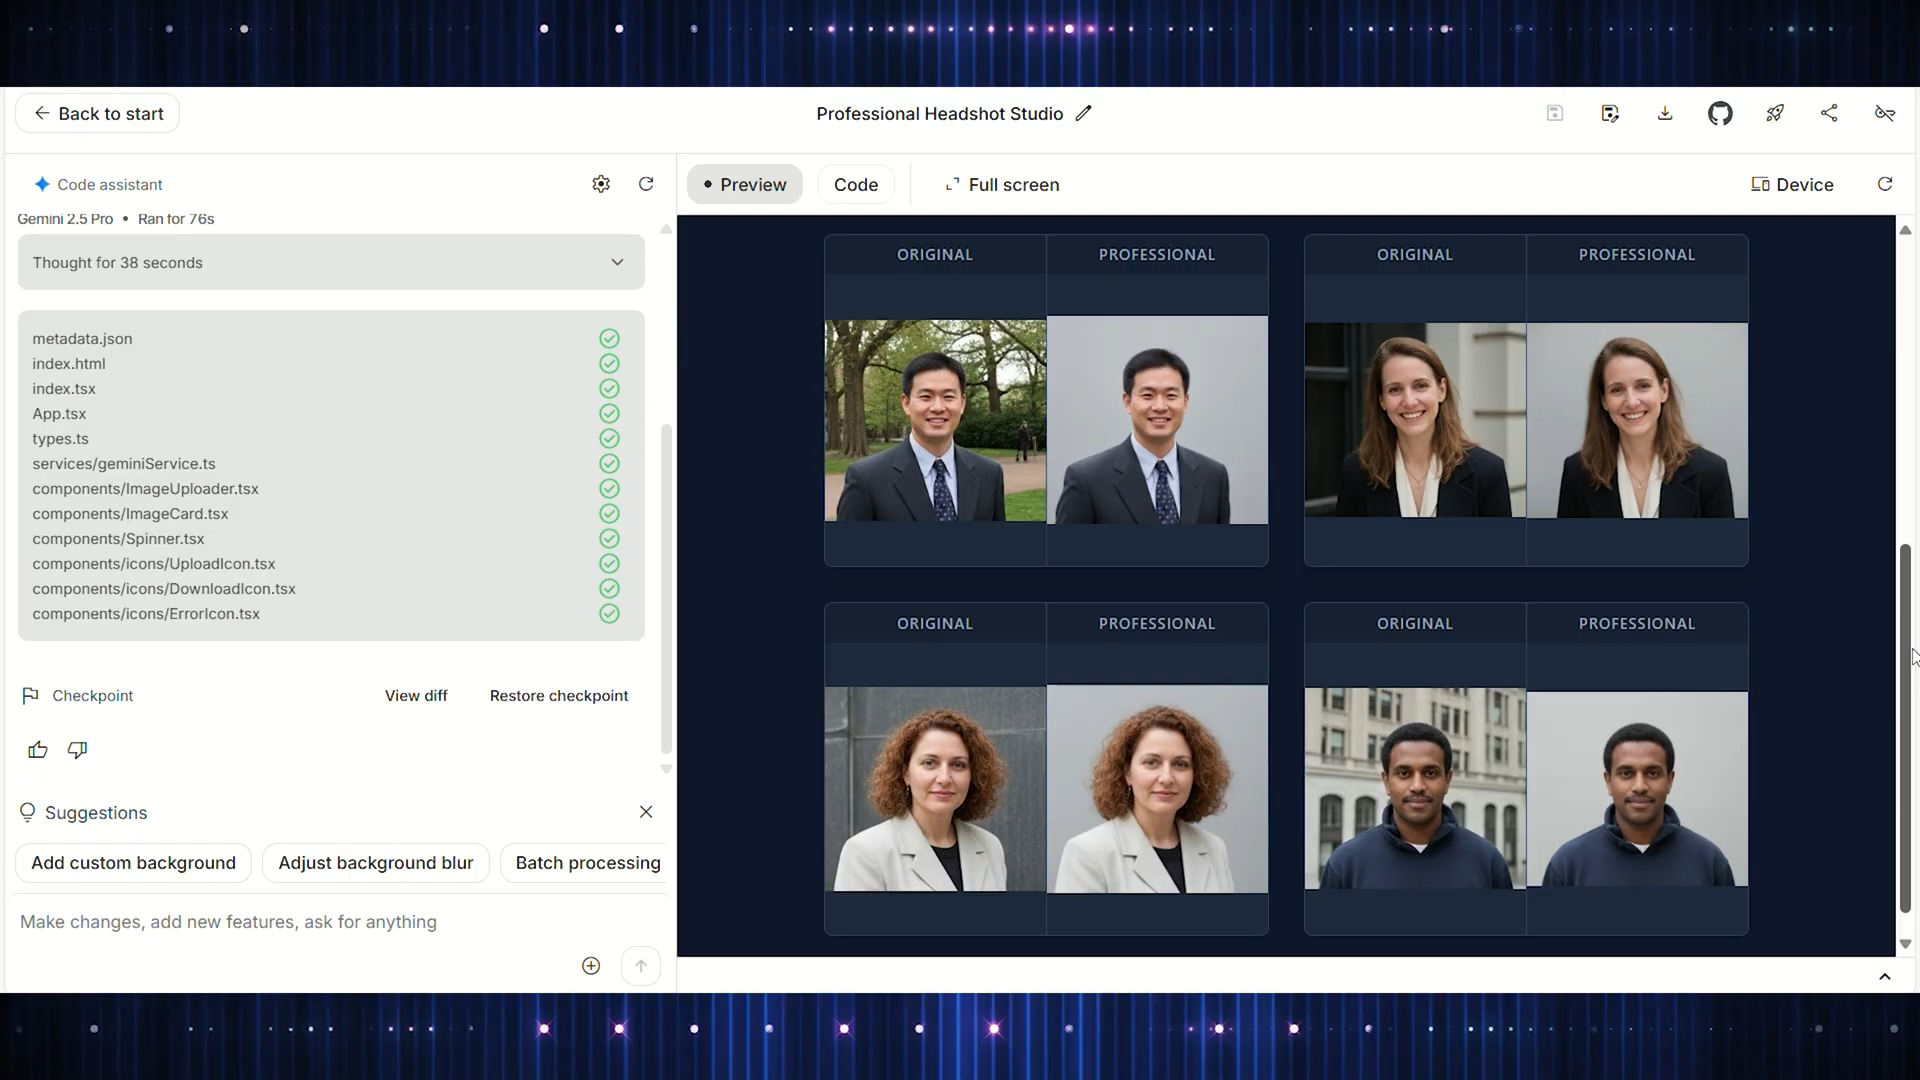 Back to start
Professional Headshot Studio
Code assistant
Preview
Code
Full screen
Device
Gemini 2.5 Pro • Ran for 76s
Thought for 38 seconds
metadata.json
index.html
index.tsx
App.tsx
types.ts
services/geminiService.ts
components/ImageUploader.tsx
components/ImageCard.tsx
components/Spinner.tsx
components/icons/UploadIcon.tsx
components/icons/DownloadIcon.tsx
components/icons/ErrorIcon.tsx
Checkpoint
View diff
Restore checkpoint
Suggestions
Add custom background
Adjust background blur
Batch processing
Make changes, add new features, ask for anything
ORIGINAL
PROFESSIONAL
ORIGINAL
PROFESSIONAL
ORIGINAL
PROFESSIONAL
ORIGINAL
PROFESSIONAL